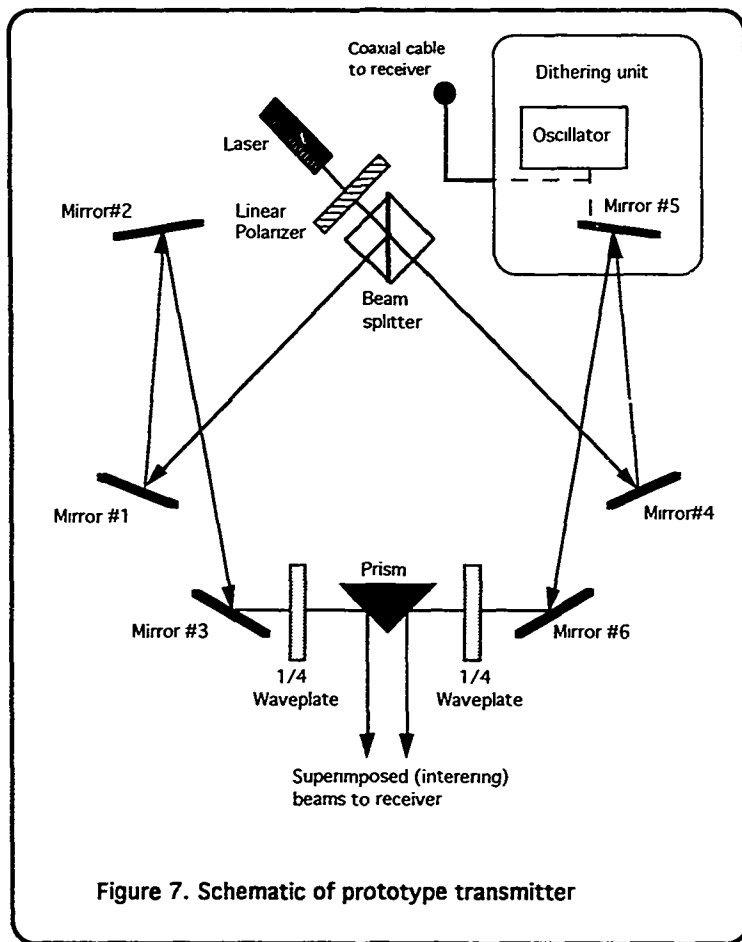 Coaxial cable
to receiver
Dithering unit
Oscillator
Laser
Mirror#2
Linear
Polarizer
Mirror #5
Beam
splitter
Mirror #1
Mirror#4
Prism
Mirror #3
Mirror #6
1/4
Waveplate
1/4
Waveplate
Superimposed (interering)
beams to receiver
Figure 7. Schematic of prototype transmitter